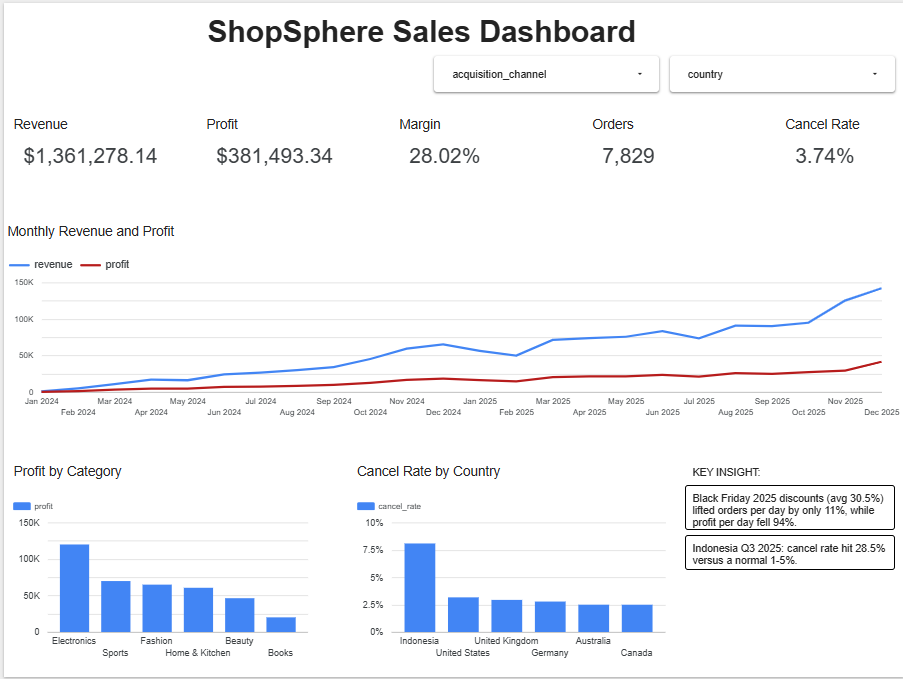 ShopSphere Sales Dashboard
acquisition_channel
country
Revenue
$1,361,278.14
Profit
$381,493.34
Margin
28.02%
Orders
7,829
Cancel Rate
3.74%
Monthly Revenue and Profit
revenue profit
150K
100K
50K
0
Jan 2024
Feb 2024
Mar 2024
Apr 2024
May 2024
Jun 2024
Jul 2024
Aug 2024
Sep 2024
Oct 2024
Nov 2024
Dec 2024
Jan 2025
Feb 2025
Mar 2025
Apr 2025
May 2025
Jun 2025
Jul 2025
Aug 2025
Sep 2025
Oct 2025
Nov 2025
Dec 2025
Profit by Category
profit
150K
100K
50K
0
Electronics
Sports
Fashion
Home & Kitchen
Beauty
Books
Cancel Rate by Country
cancel_rate
10%
7.5%
5%
2.5%
0%
Indonesia
United States
United Kingdom
Germany
Australia
Canada
KEY INSIGHT:
Black Friday 2025 discounts (avg 30.5%)
lifted orders per day by only 11%, while
profit per day fell 94%.
Indonesia Q3 2025: cancel rate hit 28.5%
versus a normal 1-5%.